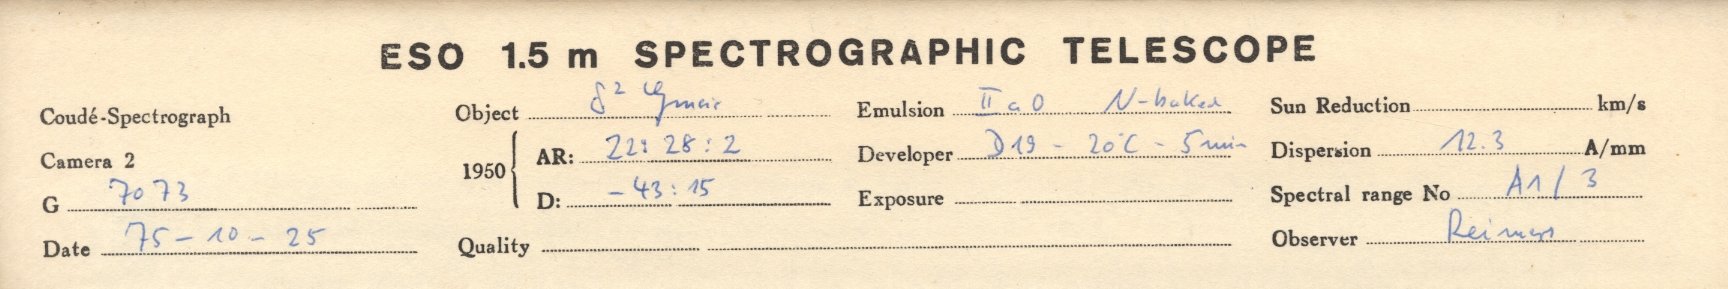 ESO 1.5 m SPECTROGRAPHIC TELESCOPE
Coudé-Spectrograph Object δ² Gruis Emulsion II a O N-baked Sun Reduction km/s
Camera 2 1950 AR: 22: 28: 2 Developer D19 - 20°C - 5 min Dispersion 12.3 A/mm
G 7073 D: -43: 15 Exposure Spectral range No A1/3
Date 75-10-25 Quality Observer Reimers